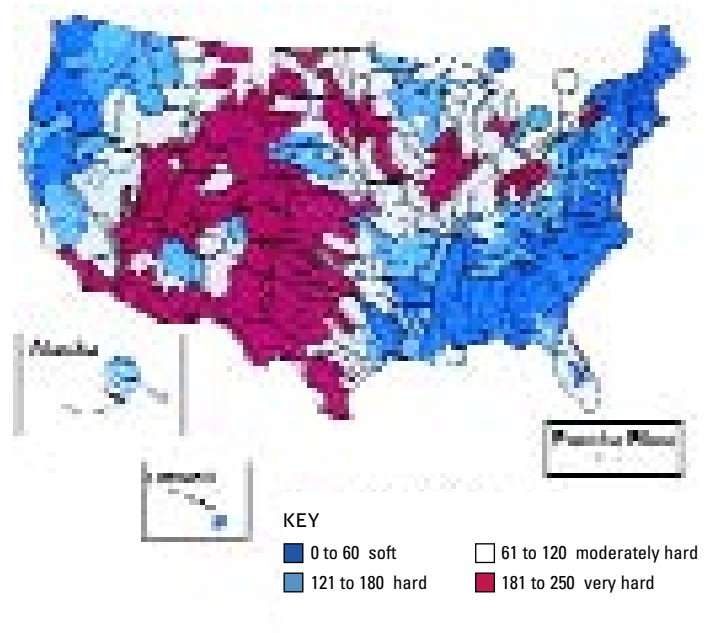 Alaska
KEY
0 to 60 soft
61 to 120 moderately hard
121 to 180 hard
181 to 250 very hard